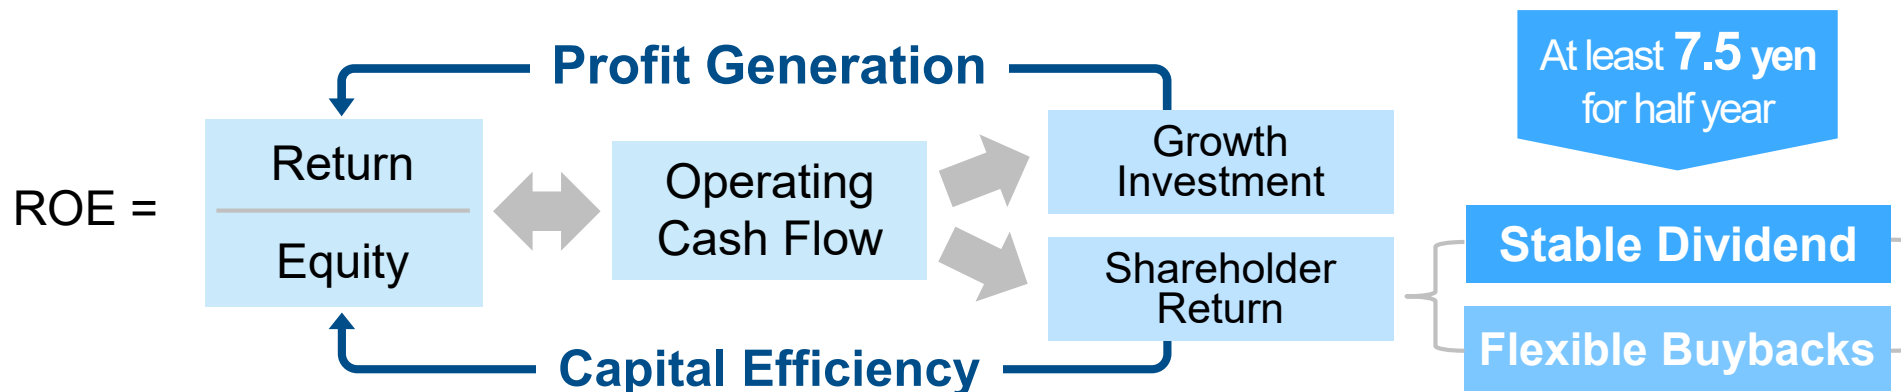 Profit Generation
At least 7.5 yen
for half year
ROE =
Return
Equity
Operating
Cash Flow
Growth
Investment
Shareholder
Return
Stable Dividend
Flexible Buybacks
Capital Efficiency